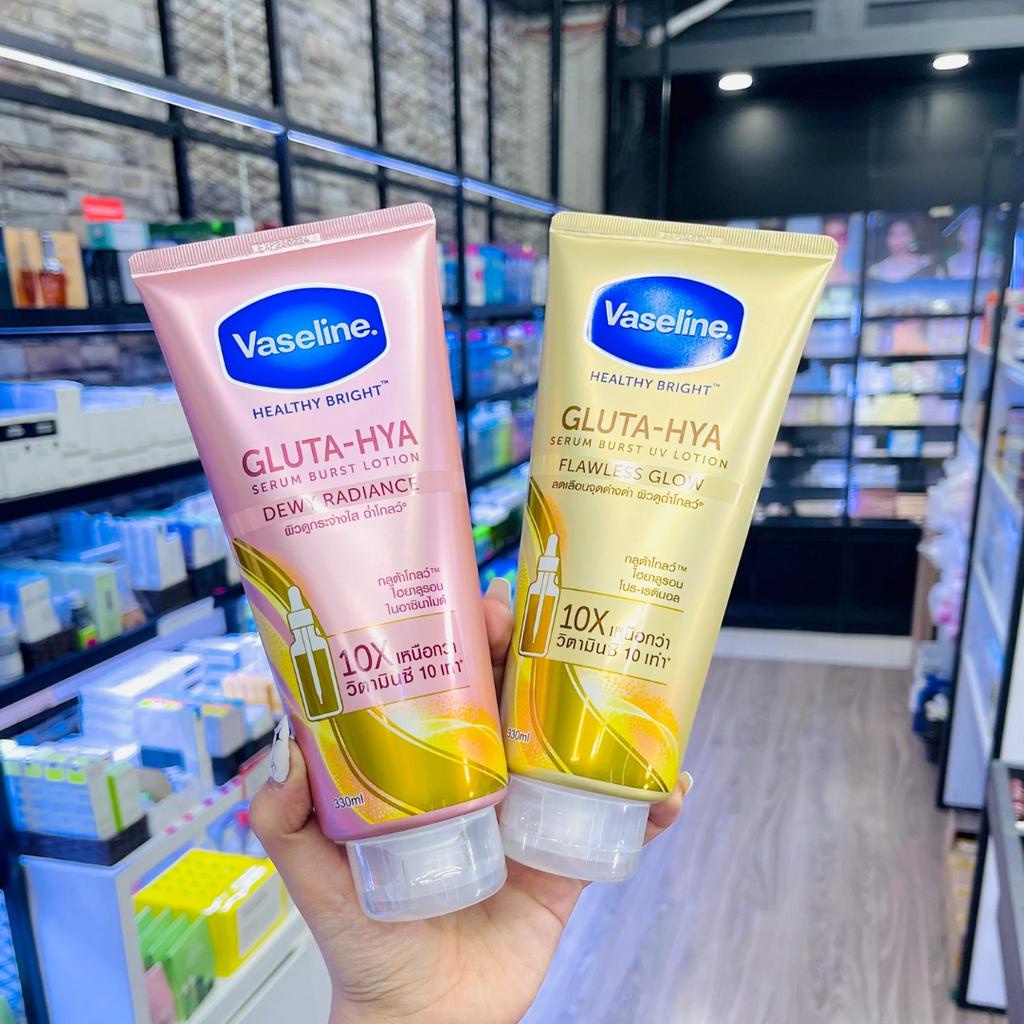 Vaseline.
HEALTHY BRIGHT™
GLUTA-HYA
SERUM BURST LOTION
DEWY RADIANCE
ผิวดูกระจ่างใส ฉ่ำโกลว์°
กลูต้าโกลว์™
ไฮยาลูรอน
ไนอาซินาไมด์
10X เหนือกว่า
วิตามินซี 10 เท่า*
330ml
Vaseline.
HEALTHY BRIGHT™
GLUTA-HYA
SERUM BURST UV LOTION
FLAWLESS GLOW
ลดเลือนจุดด่างดำ ผิวดูฉ่ำโกลว์°
กลูต้าโกลว์™
ไฮยาลูรอน
โปร-เรตินอล
10X เหนือกว่า
วิตามินซี 10 เท่า*
330ml